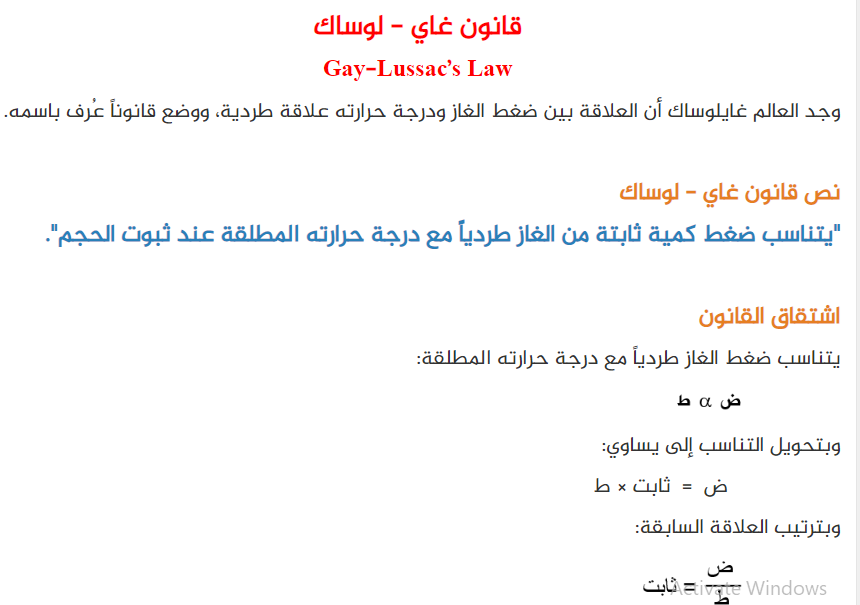 قانون غاي - لوساك
Gay-Lussac's Law
وجد العالم غايلوساك أن العلاقة بين ضغط الغاز ودرجة حرارته علاقة طردية، ووضع قانوناً عُرف باسمه.
نص قانون غاي - لوساك
"يتناسب ضغط كمية ثابتة من الغاز طردياً مع درجة حرارته المطلقة عند ثبوت الحجم".
اشتقاق القانون
يتناسب ضغط الغاز طردياً مع درجة حرارته المطلقة:
ض α ط
وبتحويل التناسب إلى يساوي:
ض = ثابت × ط
وبترتيب العلاقة السابقة:
ض
ـــ = ثابت
ط
Activate Windows